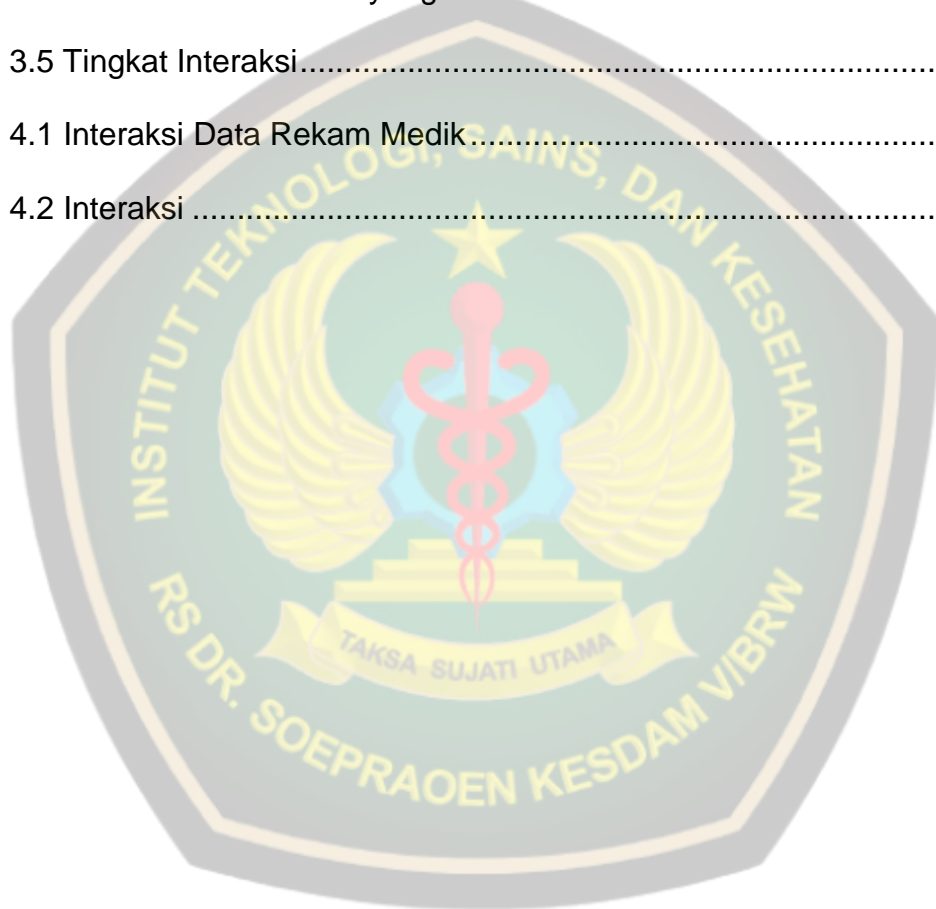 3.5 Tingkat Interaksi........................................................................
4.1 Interaksi Data Rekam Medik....................................................
4.2 Interaksi ....................................................................................
INSTITUT TEKNOLOGI, SAINS, DAN KESEHATAN
TAKSA SUJATI UTAMA
RS DR. SOEPRAOEN KESDAM V/BRW